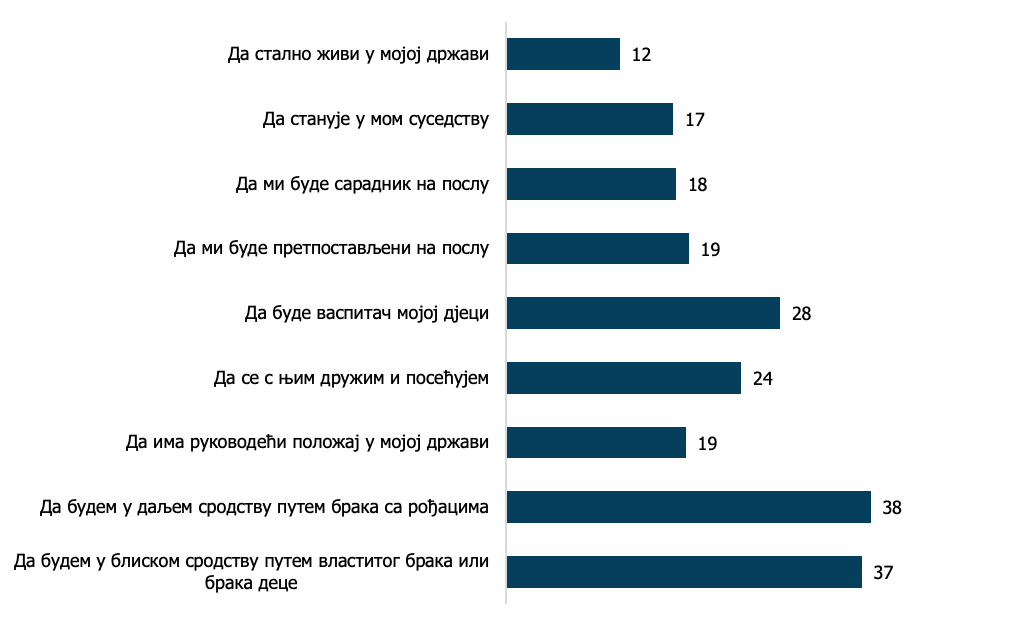 Да стално живи у мојој држави 12
Да станује у мом суседству 17
Да ми буде сарадник на послу 18
Да ми буде претпостављени на послу 19
Да буде васпитач мојој дјеци 28
Да се с њим дружим и посећујем 24
Да има руководећи положај у мојој држави 19
Да будем у даљем сродству путем брака са рођацима 38
Да будем у блиском сродству путем властитог брака или
брака деце 37